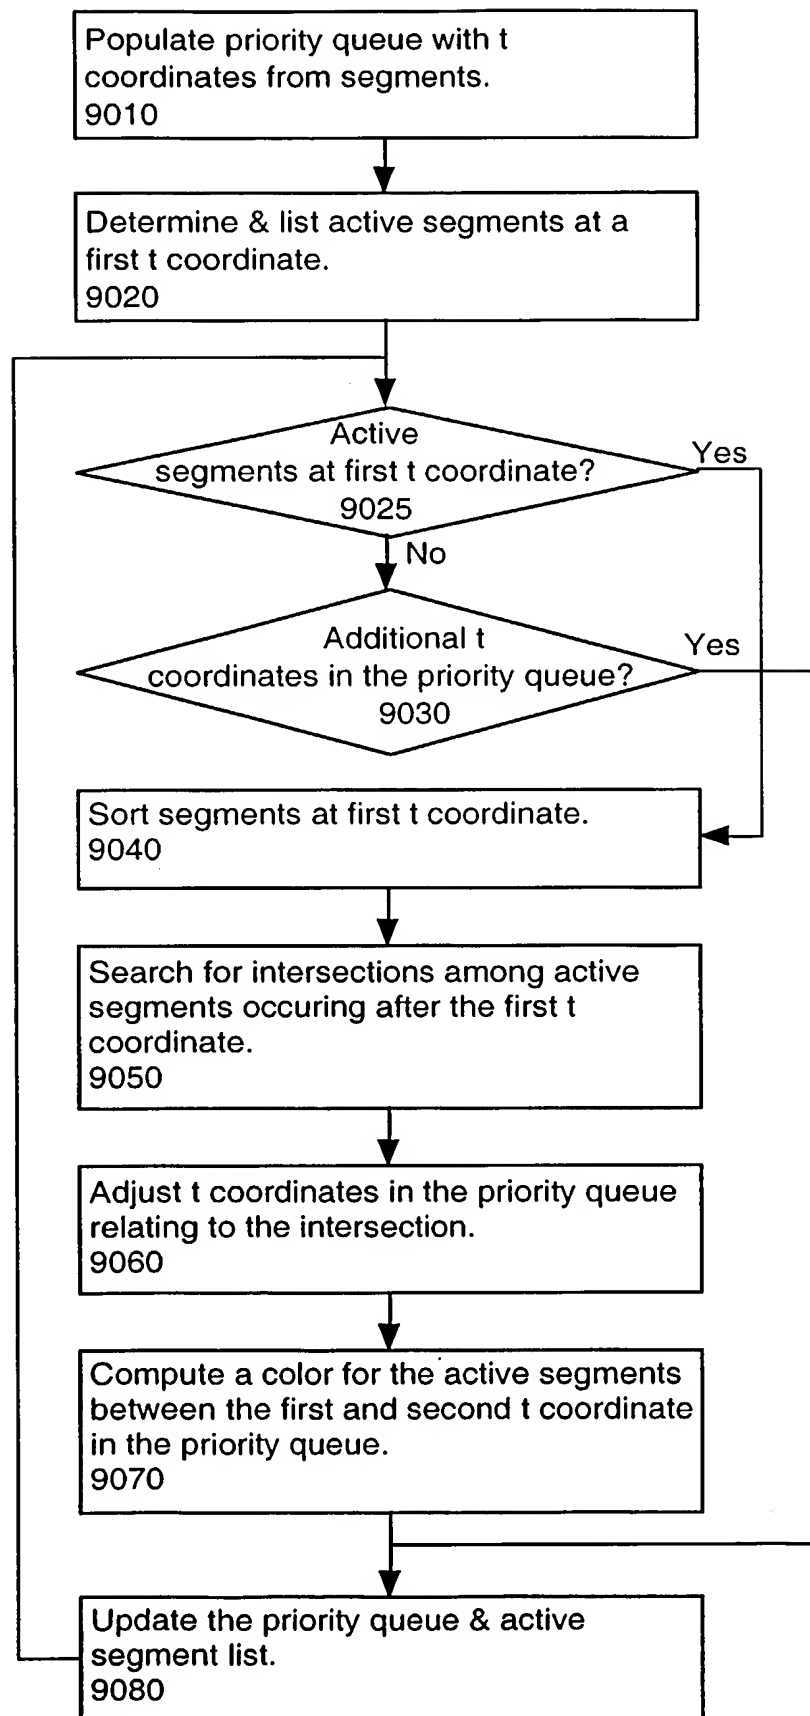 Populate priority queue with t
coordinates from segments.
9010
Determine & list active segments at a
first t coordinate.
9020
Active
segments at first t coordinate?
9025
Yes
No
Additional t
coordinates in the priority queue?
9030
Yes
Sort segments at first t coordinate.
9040
Search for intersections among active
segments occuring after the first t
coordinate.
9050
Adjust t coordinates in the priority queue
relating to the intersection.
9060
Compute a color for the active segments
between the first and second t coordinate
in the priority queue.
9070
Update the priority queue & active
segment list.
9080